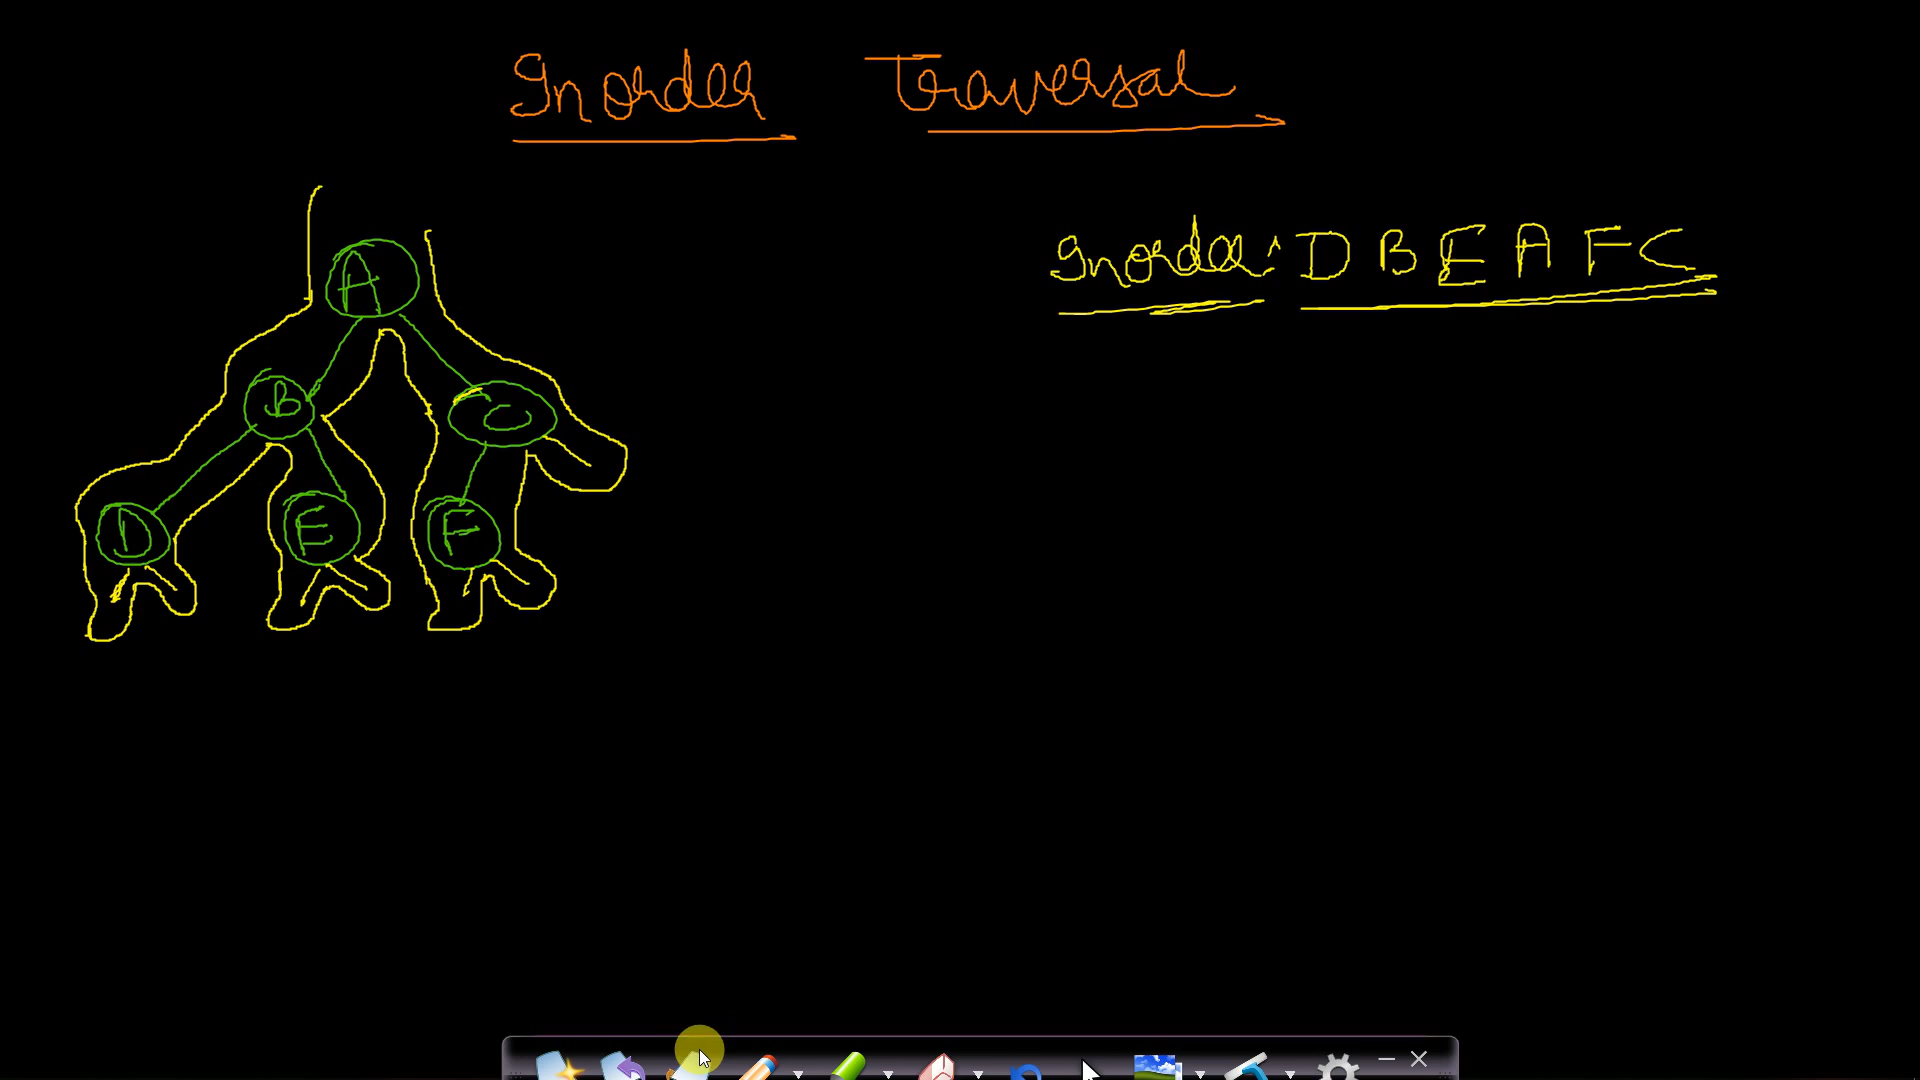 Inorder Traversal
Inorder: D B E A F C
A
B C
D E F